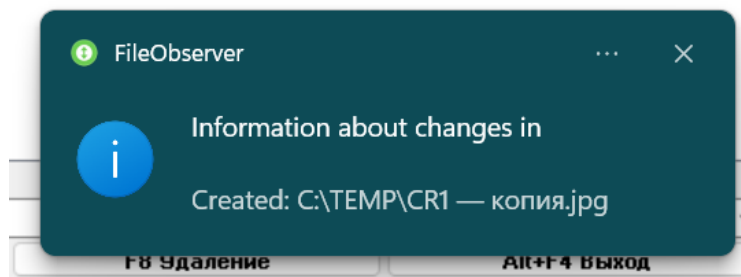 FileObserver
Information about changes in
Created: C:\TEMP\CR1 — копия.jpg
F8 Удаление
Alt+F4 Выход